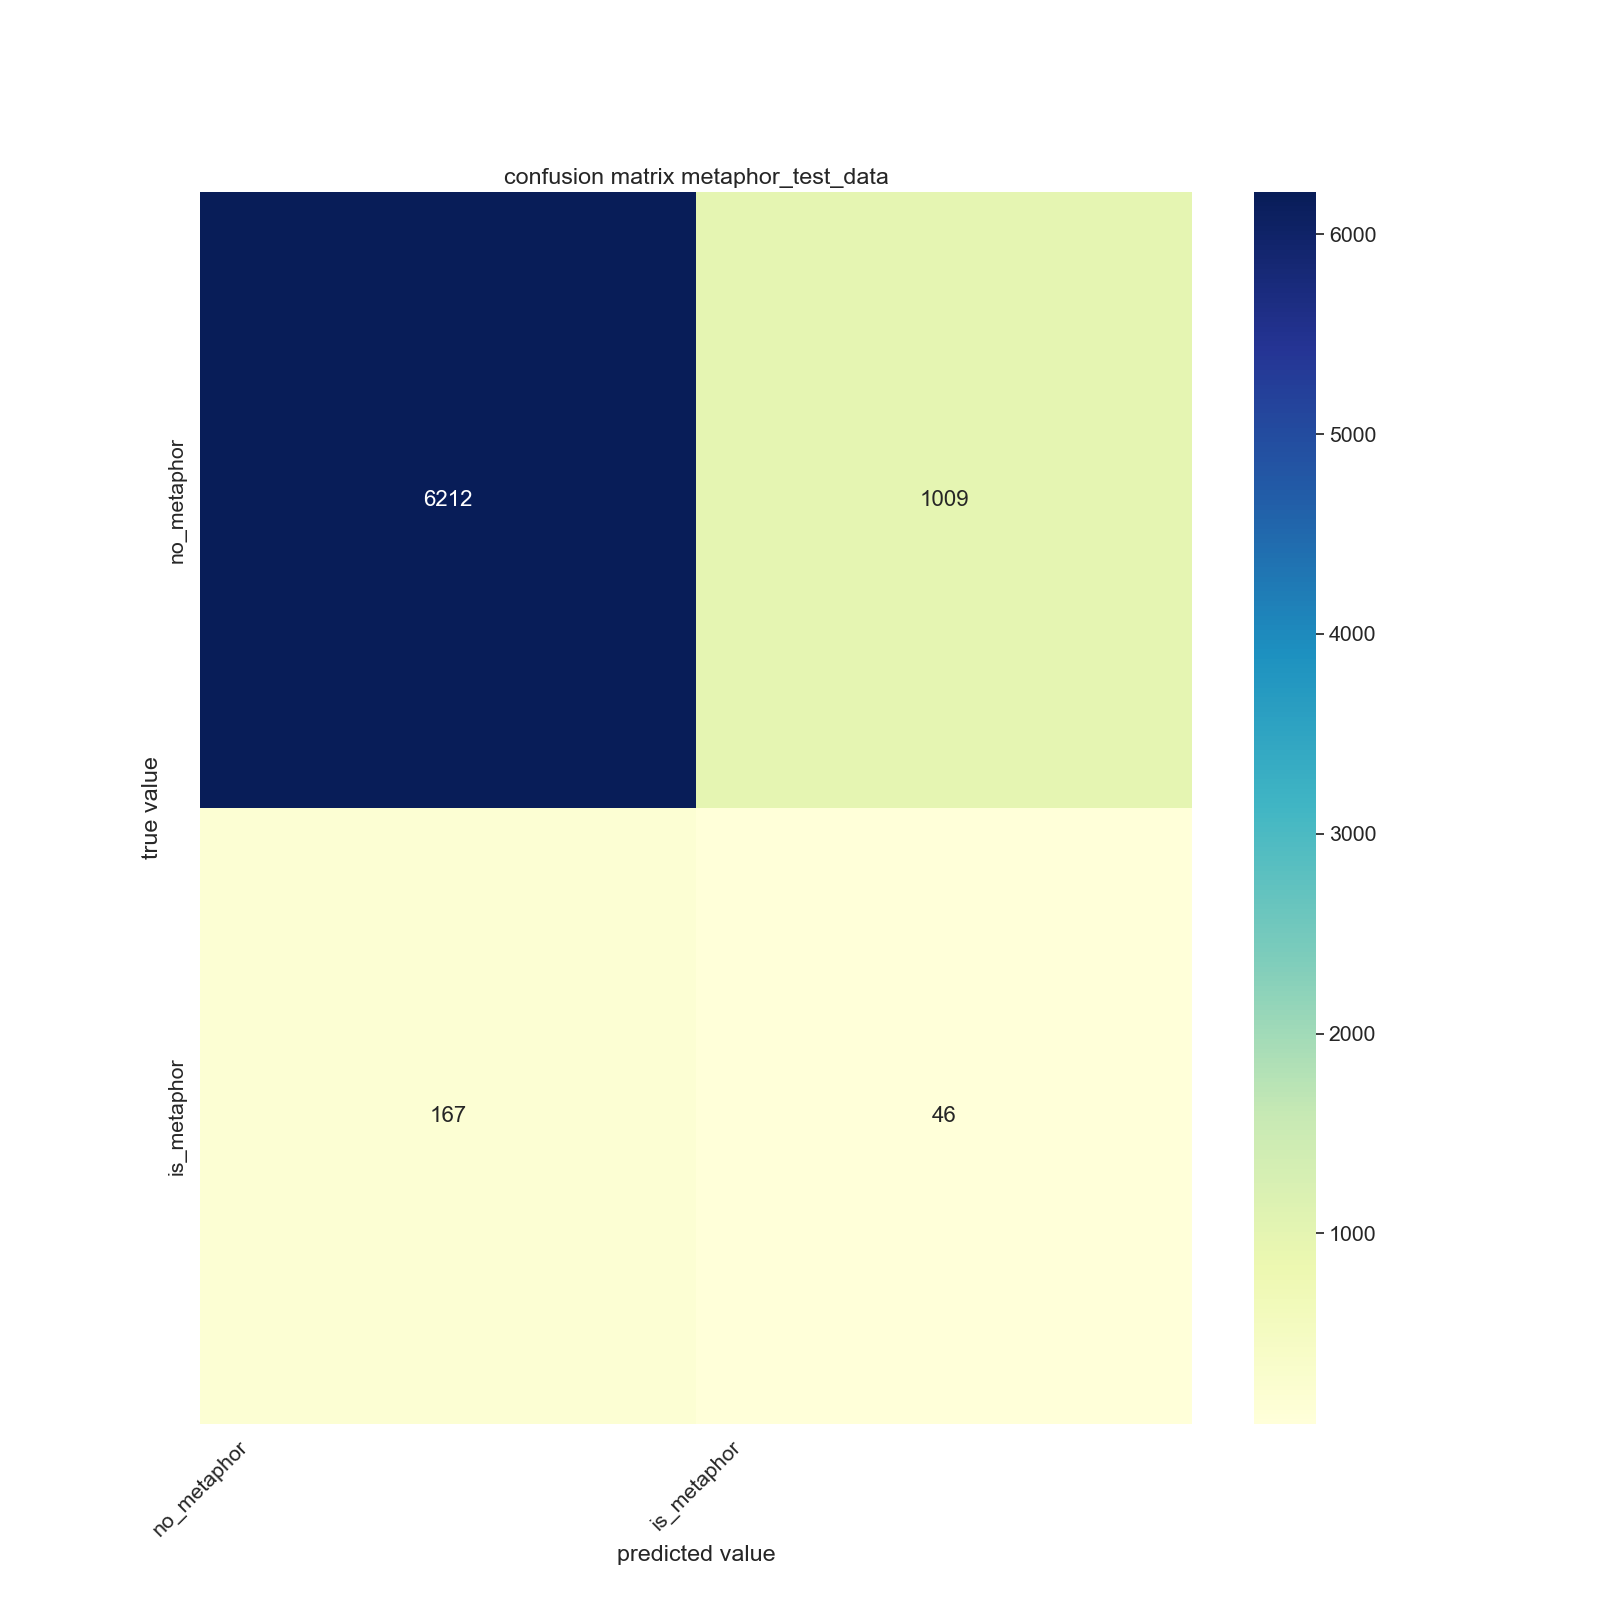 confusion matrix metaphor_test_data
6000
5000
4000
3000
2000
1000
true value
no_metaphor
6212
1009
is_metaphor
167
46
no_metaphor
is_metaphor
predicted value